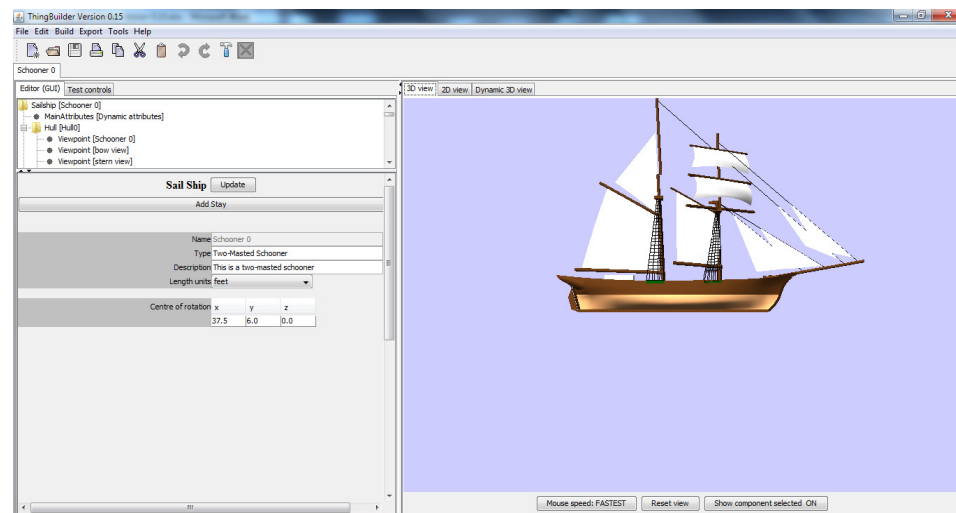 ThingBuilder Version 0.15
File Edit Build Export Tools Help
Schooner 0
Editor (GUI) Test controls
3D view 2D view Dynamic 3D view
Sailship [Schooner 0]
MainAttributes [Dynamic attributes]
Hull [Hull0]
Viewpoint [Schooner 0]
Viewpoint [bow view]
Viewpoint [stern view]
Sail Ship Update
Add Stay
Name Schooner 0
Type Two-Masted Schooner
Description This is a two-masted schooner
Length units feet
Centre of rotation x y z
37.5 6.0 0.0
Mouse speed: FASTEST Reset view Show component selected ON